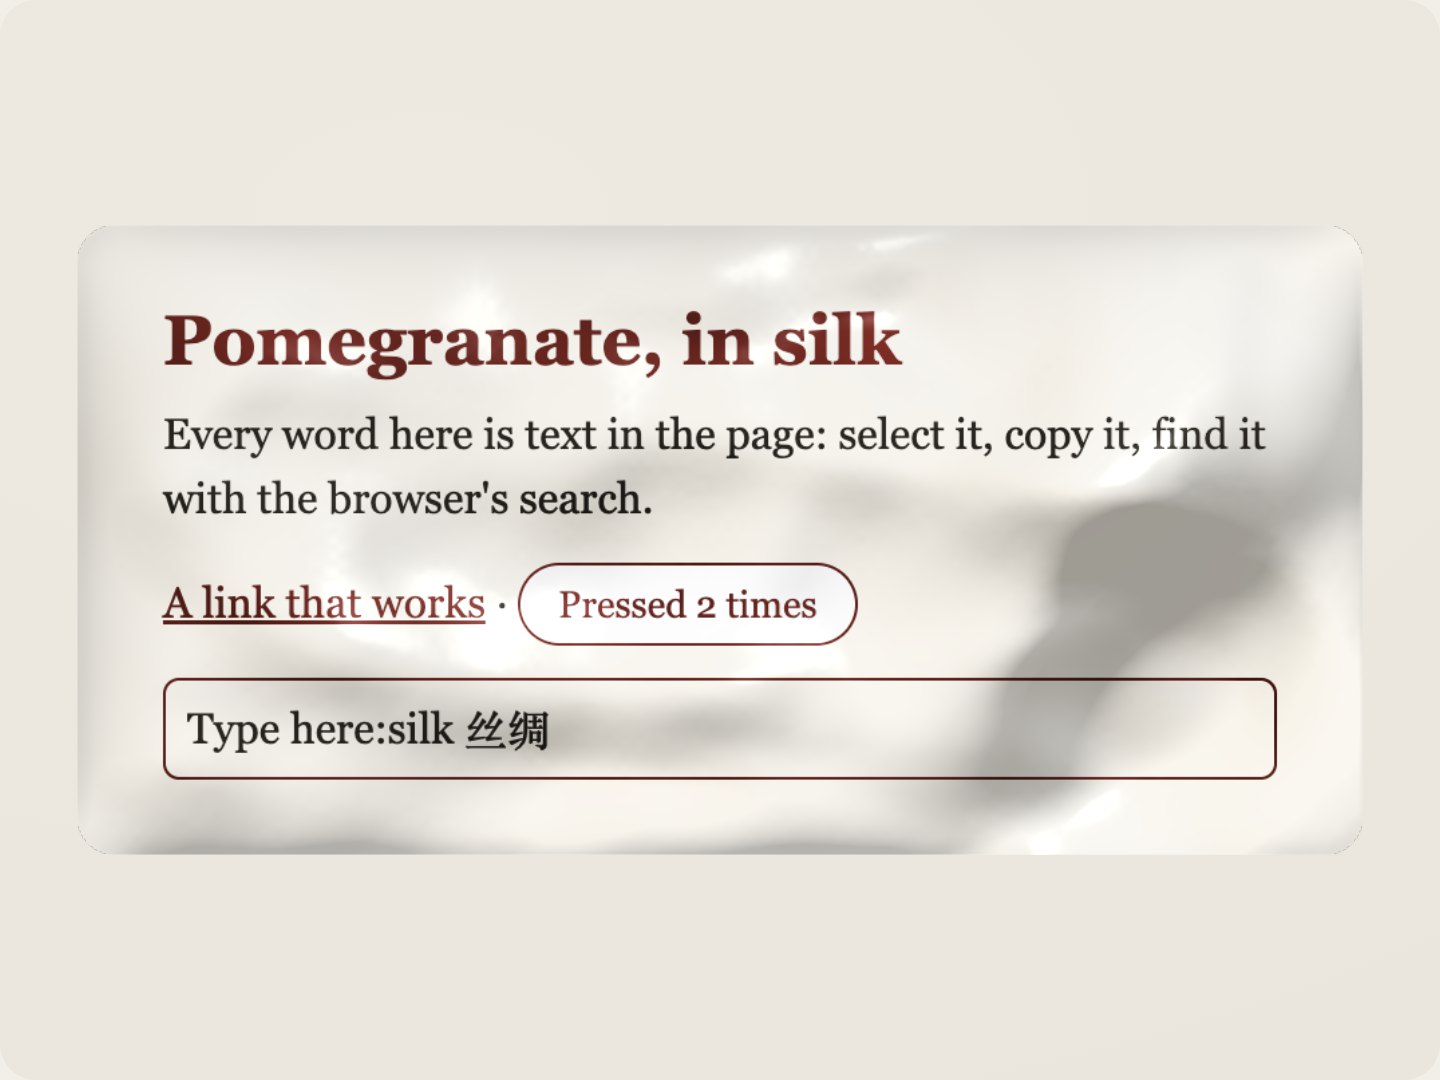 Pomegranate, in silk
Every word here is text in the page: select it, copy it, find it
with the browser's search.
A link that works · Pressed 2 times
Type here:silk 丝绸